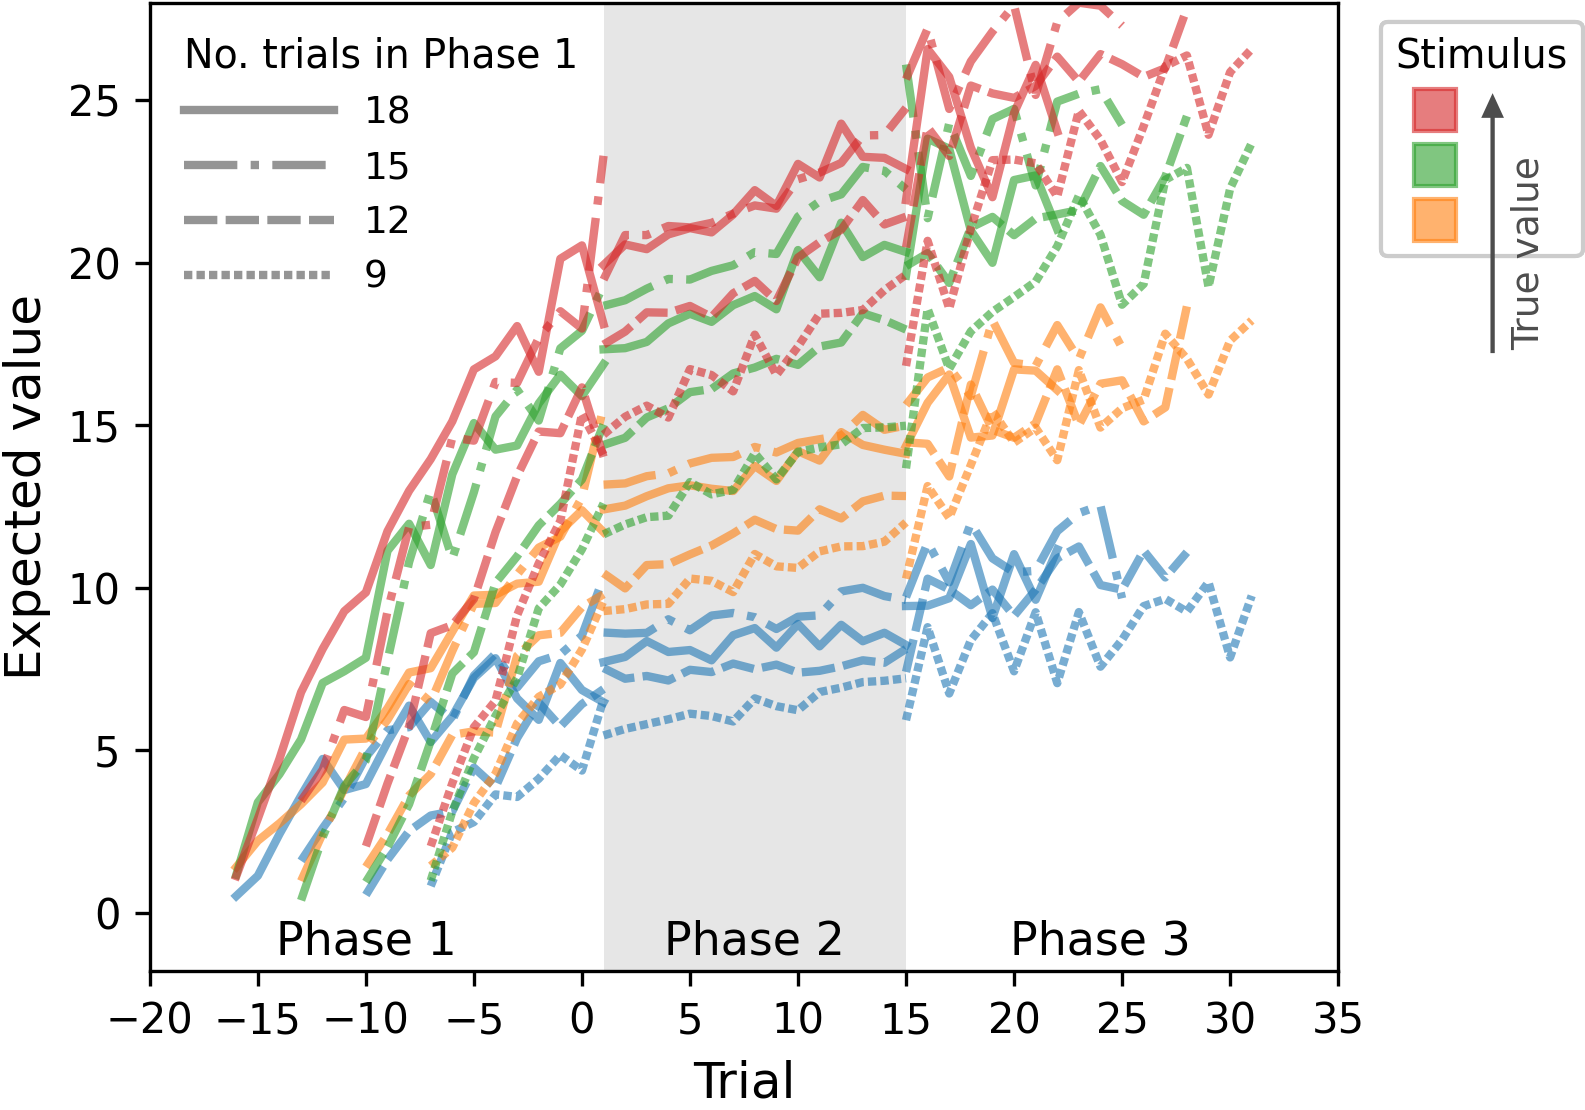 No. trials in Phase 1
18
15
12
9
Stimulus
True value
Expected value
25
20
15
10
5
0
Phase 1
Phase 2
Phase 3
−20 −15 −10 −5 0 5 10 15 20 25 30 35
Trial